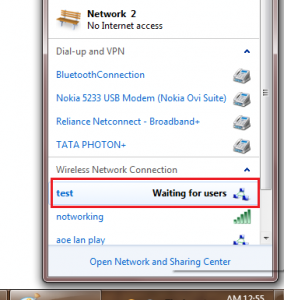 Network 2
No Internet access
Dial-up and VPN
BluetoothConnection
Nokia 5233 USB Modem (Nokia Ovi Suite)
Reliance Netconnect - Broadband+
TATA PHOTON+
Wireless Network Connection
test Waiting for users
notworking
aoe lan play
Open Network and Sharing Center
AM 12:55